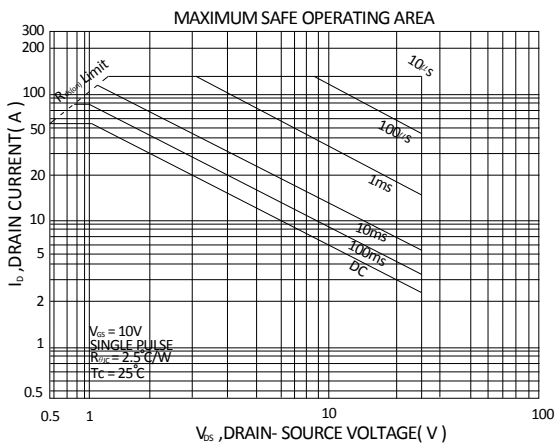 MAXIMUM SAFE OPERATING AREA
300
200
100
50
20
10
5
2
1
0.5
I_D ,DRAIN CURRENT( A )
R_DS(ON) Limit
10μs
100μs
1ms
10ms
100ms
DC
V_GS = 10V
SINGLE PULSE
R_θJC = 2.5°C/W
Tc = 25°C
0.5
1
10
100
V_DS ,DRAIN- SOURCE VOLTAGE( V )